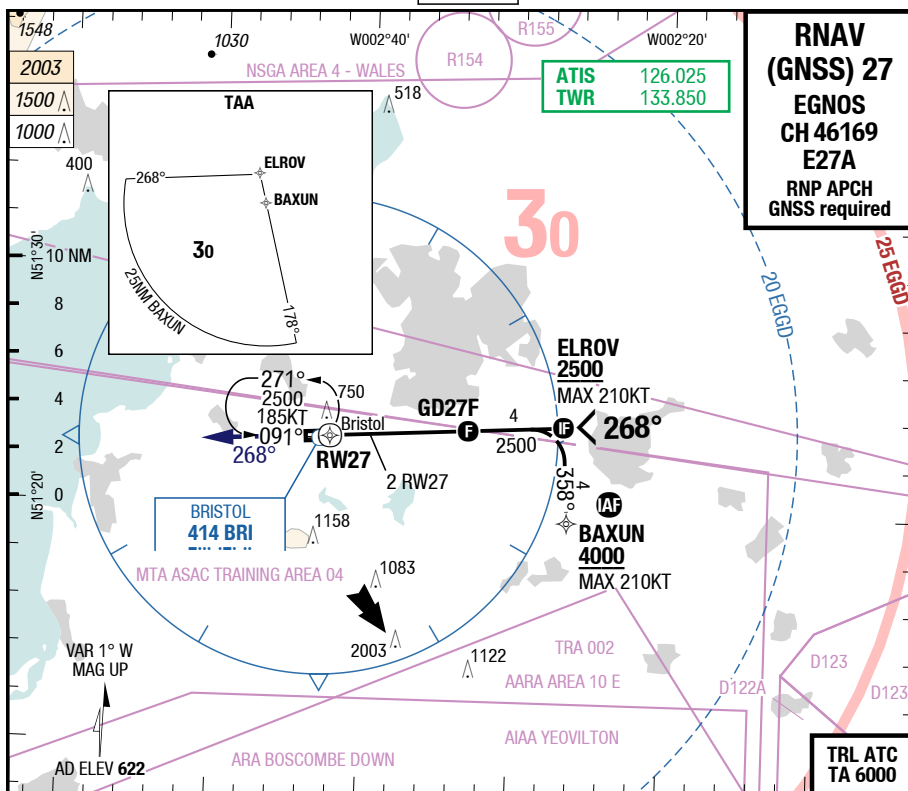 1548
1030
W002°40'
R155
W002°20'
R154
NSGA AREA 4 - WALES
2003
1500
1000
518
400
ATIS 126.025
TWR 133.850
RNAV
(GNSS) 27
EGNOS
CH 46169
E27A
RNP APCH
GNSS required
TAA
ELROV
268°
BAXUN
30
25NM BAXUN
178°
30
N51°30'
10 NM
8
6
4
2
0
N51°20'
20 EGGD
25 EGGD
ELROV
2500
MAX 210KT
271°
2500
185KT
091°
268°
750
Bristol
RW27
GD27F
F
4
2500
IF
268°
2 RW27
358°
4
IAF
BAXUN
4000
MAX 210KT
BRISTOL
414 BRI
1158
MTA ASAC TRAINING AREA 04
1083
2003
1122
VAR 1° W
MAG UP
AD ELEV 622
TRA 002
AARA AREA 10 E
D122A
D123
D123
AIAA YEOVILTON
ARA BOSCOMBE DOWN
TRL ATC
TA 6000